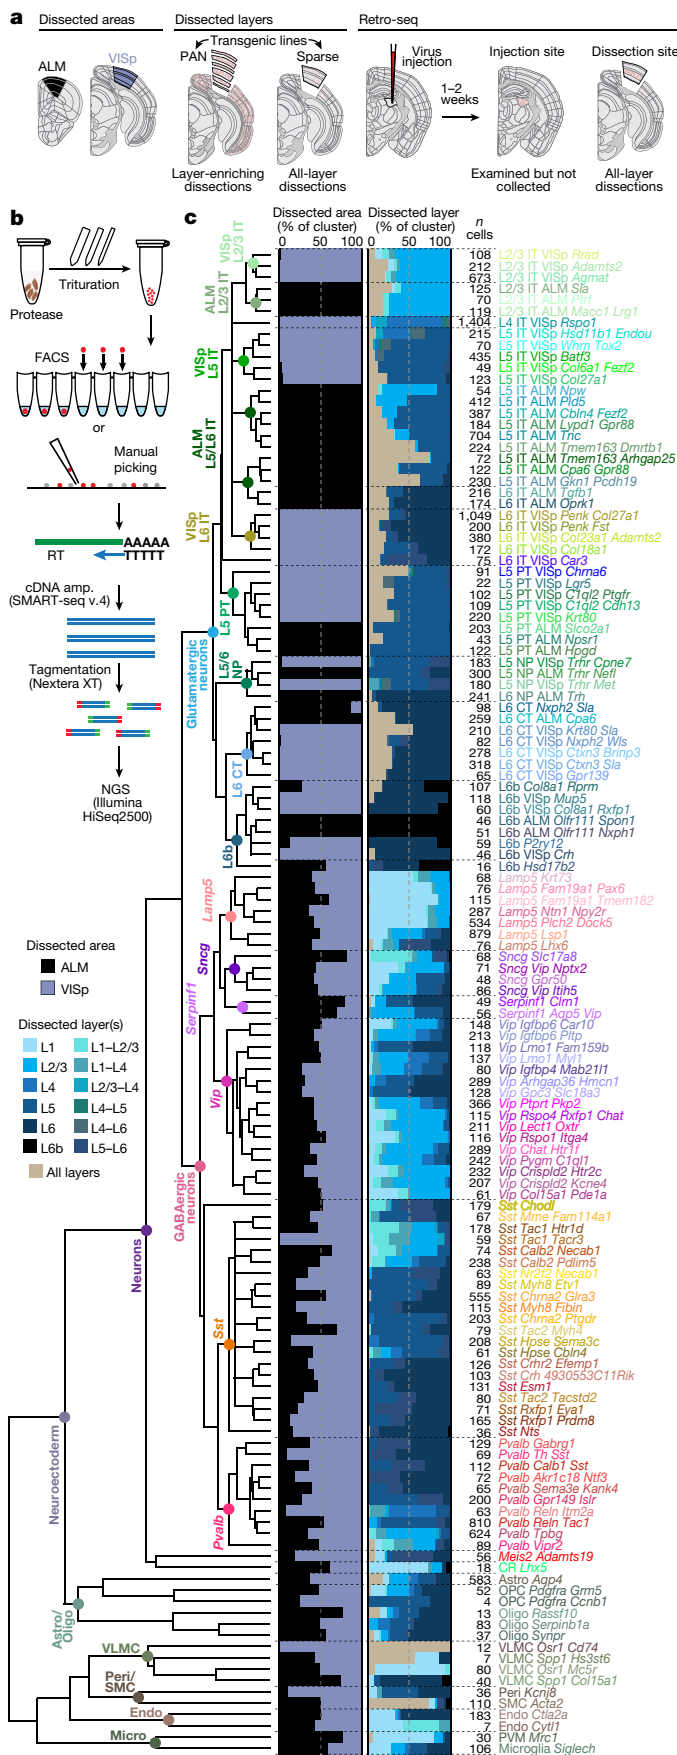 a
Dissected areas
Dissected layers
Retro-seq
Transgenic lines
ALM
VISp
PAN
Sparse
Virus injection
Injection site
Dissection site
1–2 weeks
Layer-enriching dissections
All-layer dissections
Examined but not collected
All-layer dissections
b
Protease
Trituration
FACS
or
Manual picking
RT
AAAAA
TTTTT
cDNA amp.
(SMART-seq v.4)
Tagmentation
(Nextera XT)
NGS
(Illumina
HiSeq2500)
Dissected area
ALM
VISp
Dissected layer(s)
L1
L1–L2/3
L2/3
L1–L4
L4
L2/3–L4
L5
L4–L5
L6
L4–L6
L6b
L5–L6
All layers
c
Dissected area
(% of cluster)
0 50 100
Dissected layer
(% of cluster)
0 50 100
n
cells
VISp L2/3 IT
ALM L2/3 IT
VISp L5 IT
ALM L5/L6 IT
VISp L6 IT
L5 PT
Glutamatergic neurons
L5/6 NP
L6 CT
L6b
Lamp5
Sncg
Serpinf1
Vip
GABAergic neurons
Neurons
Sst
Neuroectoderm
Pvalb
Astro/Oligo
VLMC
Peri/SMC
Endo
Micro
108 L2/3 IT VISp Rrad
212 L2/3 IT VISp Adamts2
673 L2/3 IT VISp Agmat
125 L2/3 IT ALM Sla
70 L2/3 IT ALM Ptrf
119 L2/3 IT ALM Macc1 Lrg1
1,404 L4 IT VISp Rspo1
215 L5 IT VISp Hsd11b1 Endou
70 L5 IT VISp Whrn Tox2
435 L5 IT VISp Batf3
49 L5 IT VISp Col6a1 Fezf2
123 L5 IT VISp Col27a1
54 L5 IT ALM Npw
412 L5 IT ALM Pld5
387 L5 IT ALM Cbln4 Fezf2
184 L5 IT ALM Lypd1 Gpr88
704 L5 IT ALM Tnc
224 L5 IT ALM Tmem163 Dmrtb1
72 L5 IT ALM Tmem163 Arhgap25
122 L5 IT ALM Cpa6 Gpr88
230 L5 IT ALM Gkn1 Pcdh19
216 L6 IT ALM Tgfb1
174 L6 IT ALM Oprk1
1,049 L6 IT VISp Penk Col27a1
200 L6 IT VISp Penk Fst
380 L6 IT VISp Col23a1 Adamts2
172 L6 IT VISp Col18a1
75 L6 IT VISp Car3
91 L5 PT VISp Chrna6
22 L5 PT VISp Lgr5
102 L5 PT VISp C1ql2 Ptgfr
109 L5 PT VISp C1ql2 Cdh13
220 L5 PT VISp Krt80
203 L5 PT ALM Slco2a1
43 L5 PT ALM Npsr1
122 L5 PT ALM Hpgd
183 L5 NP VISp Trhr Cpne7
300 L5 NP ALM Trhr Nefl
180 L5 NP VISp Trhr Met
241 L6 NP ALM Trh
98 L6 CT Nxph2 Sla
259 L6 CT ALM Cpa6
210 L6 CT VISp Krt80 Sla
82 L6 CT VISp Nxph2 Wls
278 L6 CT VISp Ctxn3 Brinp3
318 L6 CT VISp Ctxn3 Sla
65 L6 CT VISp Gpr139
107 L6b Col8a1 Rprm
118 L6b VISp Mup5
60 L6b VISp Col8a1 Rxfp1
46 L6b ALM Olfr111 Spon1
51 L6b ALM Olfr111 Nxph1
59 L6b P2ry12
46 L6b VISp Crh
16 L6b Hsd17b2
68 Lamp5 Krt73
76 Lamp5 Fam19a1 Pax6
115 Lamp5 Fam19a1 Tmem182
287 Lamp5 Ntn1 Npy2r
534 Lamp5 Plch2 Dock5
879 Lamp5 Lsp1
76 Lamp5 Lhx6
68 Sncg Slc17a8
71 Sncg Vip Nptx2
48 Sncg Gpr50
86 Sncg Vip Itih5
49 Serpinf1 Clrn1
56 Serpinf1 Aqp5 Vip
148 Vip Igfbp6 Car10
213 Vip Igfbp6 Pltp
118 Vip Lmo1 Fam159b
137 Vip Lmo1 Myl1
80 Vip Igfbp4 Mab21l1
289 Vip Arhgap36 Hmcn1
128 Vip Gpc3 Slc18a3
366 Vip Ptprt Pkp2
115 Vip Rspo4 Rxfp1 Chat
211 Vip Lect1 Oxtr
116 Vip Rspo1 Itga4
289 Vip Chat Htr1f
242 Vip Pygm C1ql1
232 Vip Crispld2 Htr2c
207 Vip Crispld2 Kcne4
61 Vip Col15a1 Pde1a
179 Sst Chodl
67 Sst Mme Fam114a1
178 Sst Tac1 Htr1d
59 Sst Tac1 Tacr3
74 Sst Calb2 Necab1
238 Sst Calb2 Pdlim5
63 Sst Nr2f2 Necab1
89 Sst Myh8 Etv1
555 Sst Chrna2 Glra3
115 Sst Myh8 Fibin
203 Sst Chrna2 Ptgdr
79 Sst Tac2 Myh4
208 Sst Hpse Sema3c
61 Sst Hpse Cbln4
126 Sst Crhr2 Efemp1
103 Sst Crh 4930553C11Rik
131 Sst Esm1
80 Sst Tac2 Tacstd2
71 Sst Rxfp1 Eya1
165 Sst Rxfp1 Prdm8
36 Sst Nts
129 Pvalb Gabrg1
69 Pvalb Th Sst
112 Pvalb Calb1 Sst
72 Pvalb Akr1c18 Ntf3
65 Pvalb Sema3e Kank4
200 Pvalb Gpr149 Islr
63 Pvalb Reln Itm2a
810 Pvalb Reln Tac1
624 Pvalb Tpbg
89 Pvalb Vipr2
56 Meis2 Adamts19
18 CR Lhx5
583 Astro Aqp4
52 OPC Pdgfra Grm5
4 OPC Pdgfra Ccnb1
13 Oligo Rassf10
83 Oligo Serpinb1a
37 Oligo Synpr
12 VLMC Osr1 Cd74
7 VLMC Spp1 Hs3st6
80 VLMC Osr1 Mc5r
40 VLMC Spp1 Col15a1
36 Peri Kcnj8
110 SMC Acta2
183 Endo Ctla2a
7 Endo Cytl1
30 PVM Mrc1
106 Microglia Siglech